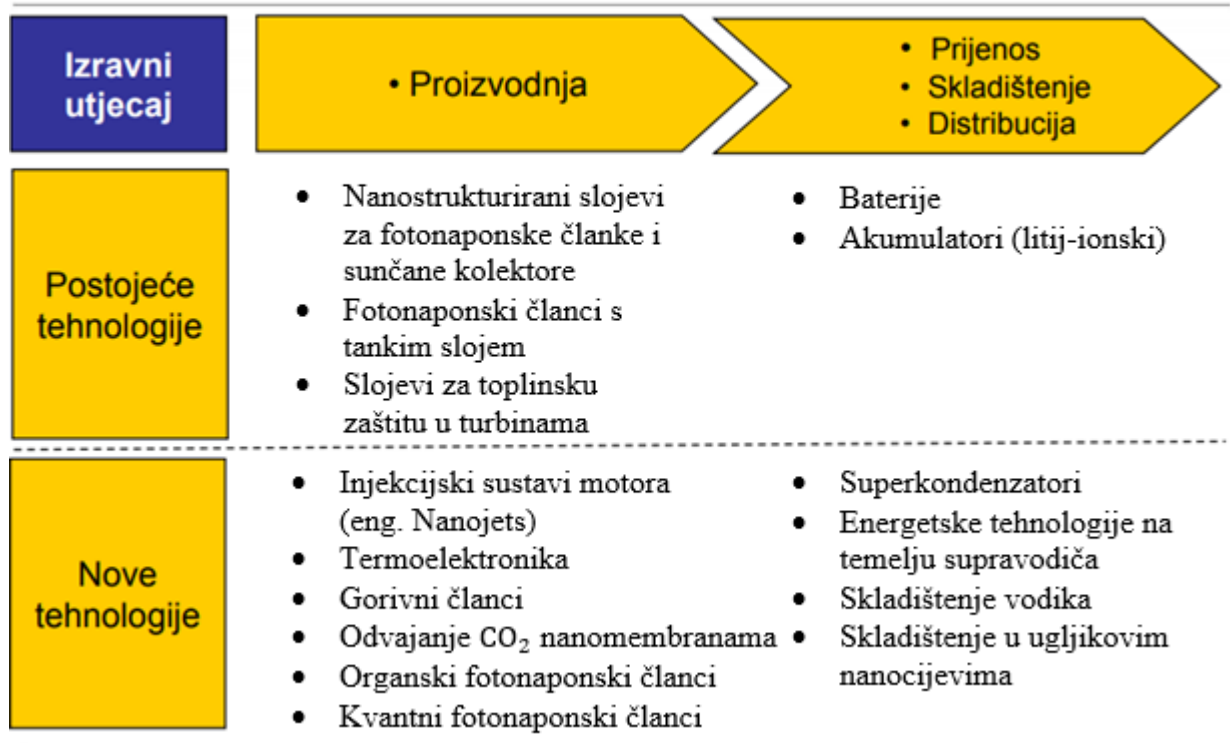 Izravni
utjecaj
• Proizvodnja
• Prijenos
• Skladištenje
• Distribucija
Postojeće
tehnologije
• Nanostrukturirani slojevi
za fotonaponske članke i
sunčane kolektore
• Fotonaponski članci s
tankim slojem
• Slojevi za toplinsku
zaštitu u turbinama
• Baterije
• Akumulatori (litij-ionski)
Nove
tehnologije
• Injekcijski sustavi motora
(eng. Nanojets)
• Termoelektronika
• Gorivni članci
• Odvajanje CO₂ nanomembranama
• Organski fotonaponski članci
• Kvantni fotonaponski članci
• Superkondenzatori
• Energetske tehnologije na
temelju supravodiča
• Skladištenje vodika
• Skladištenje u ugljikovim
nanocijevima